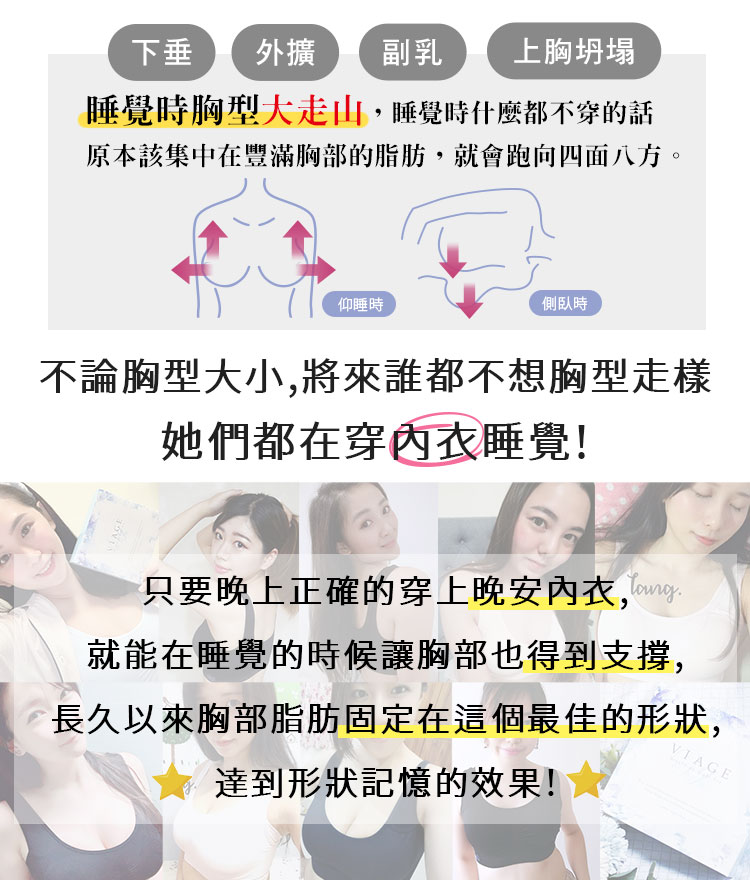 下垂 外擴 副乳 上胸坍塌
睡覺時胸型大走山，睡覺時什麼都不穿的話
原本該集中在豐滿胸部的脂肪，就會跑向四面八方。
仰睡時 側臥時
不論胸型大小,將來誰都不想胸型走樣
她們都在穿內衣睡覺!
VIAGE
只要晚上正確的穿上晚安內衣,
就能在睡覺的時候讓胸部也得到支撐,
長久以來胸部脂肪固定在這個最佳的形狀,
VIAGE
達到形狀記憶的效果!